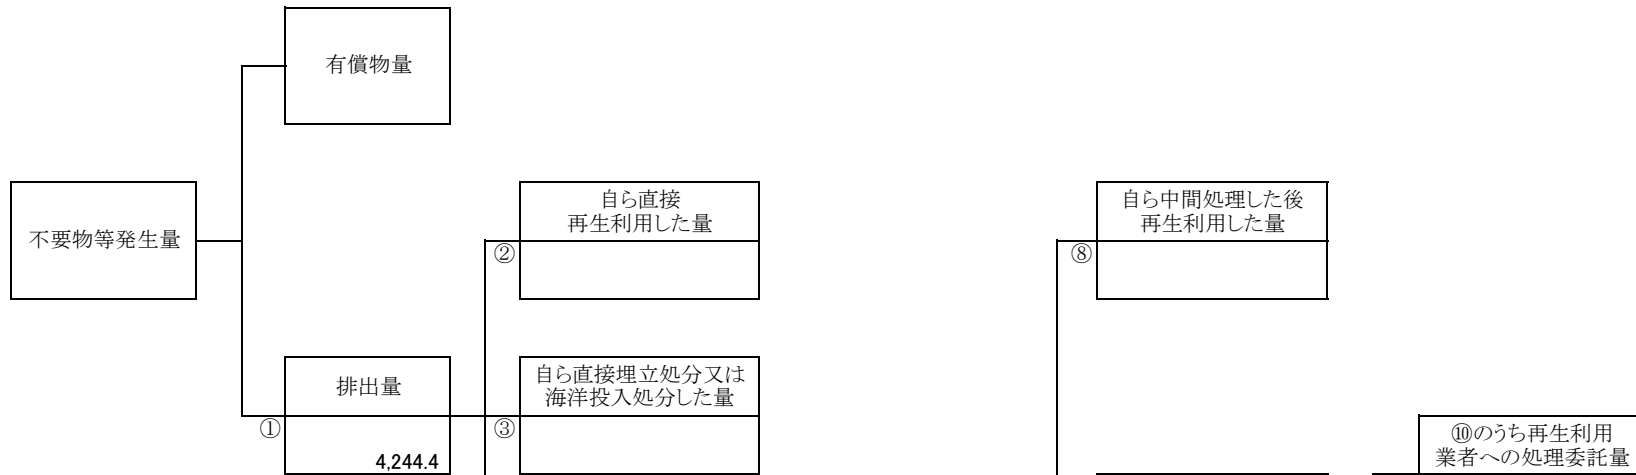 有償物量
不要物等発生量
自ら直接
再生利用した量
②
自ら中間処理した後
再生利用した量
⑧
排出量
①
4,244.4
自ら直接埋立処分又は
海洋投入処分した量
③
⑩のうち再生利用
業者への処理委託量